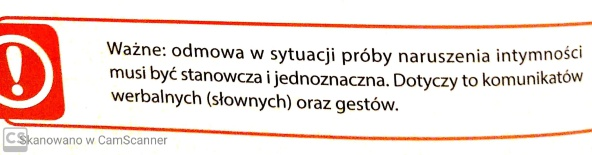 Ważne: odmowa w sytuacji próby naruszenia intymności
musi być stanowcza i jednoznaczna. Dotyczy to komunikatów
werbalnych (słownych) oraz gestów.
CS Skanowano w CamScanner